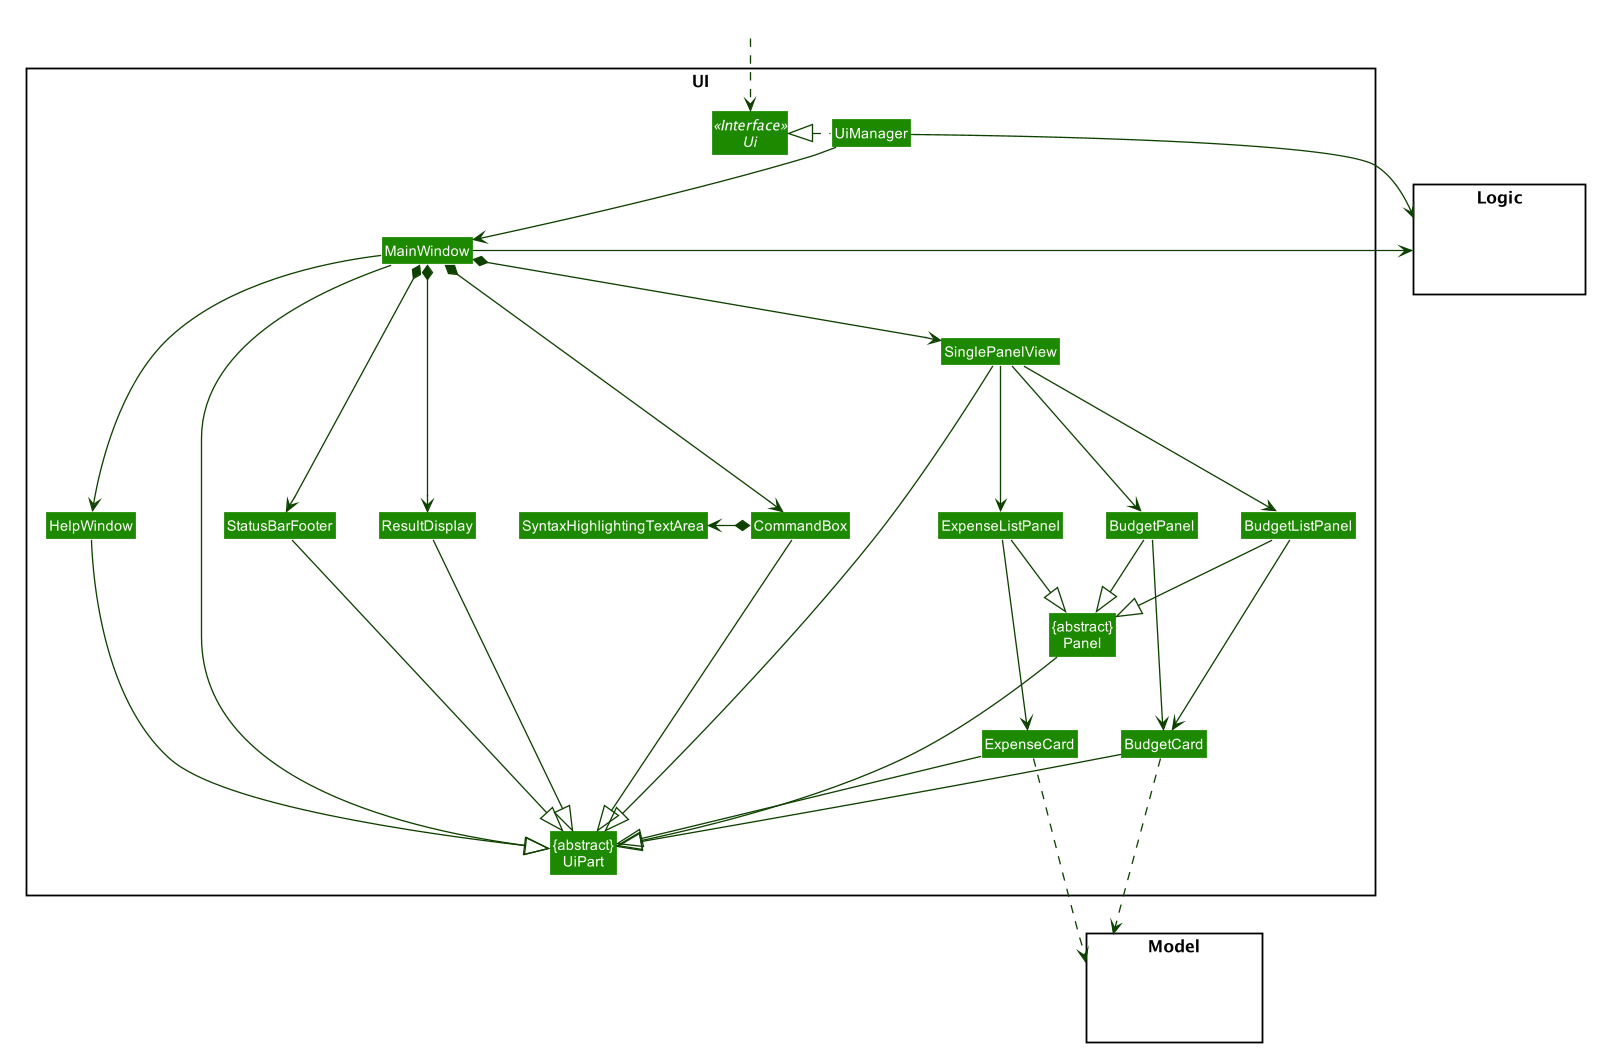 UI
«Interface»
Ui
UiManager
Logic
MainWindow
SinglePanelView
HelpWindow
StatusBarFooter
ResultDisplay
SyntaxHighlightingTextArea
CommandBox
ExpenseListPanel
BudgetPanel
BudgetListPanel
{abstract}
Panel
ExpenseCard
BudgetCard
{abstract}
UiPart
Model